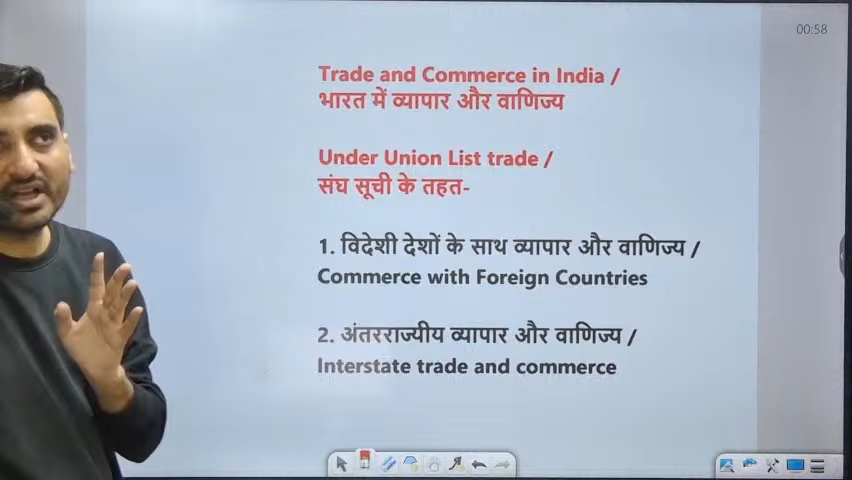 00:58
Trade and Commerce in India /
भारत में व्यापार और वाणिज्य
Under Union List trade /
संघ सूची के तहत-
1. विदेशी देशों के साथ व्यापार और वाणिज्य /
Commerce with Foreign Countries
2. अंतरराज्यीय व्यापार और वाणिज्य /
Interstate trade and commerce